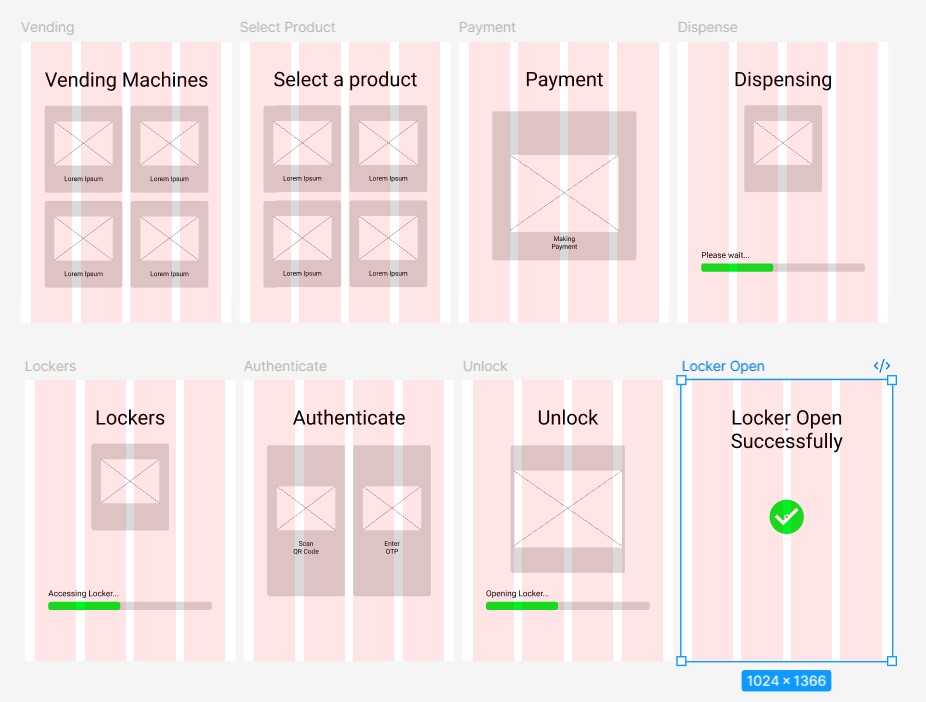 Vending
Select Product
Payment
Dispense
Vending Machines
Select a product
Payment
Dispensing
Lorem Ipsum
Lorem Ipsum
Lorem Ipsum
Lorem Ipsum
Making
Payment
Please wait...
Lorem Ipsum
Lorem Ipsum
Lorem Ipsum
Lorem Ipsum
Lockers
Authenticate
Unlock
Locker Open
</>
Lockers
Authenticate
Unlock
Locker Open
Successfully
Scan
QR Code
Enter
OTP
Accessing Locker...
Opening Locker...
1024 × 1366